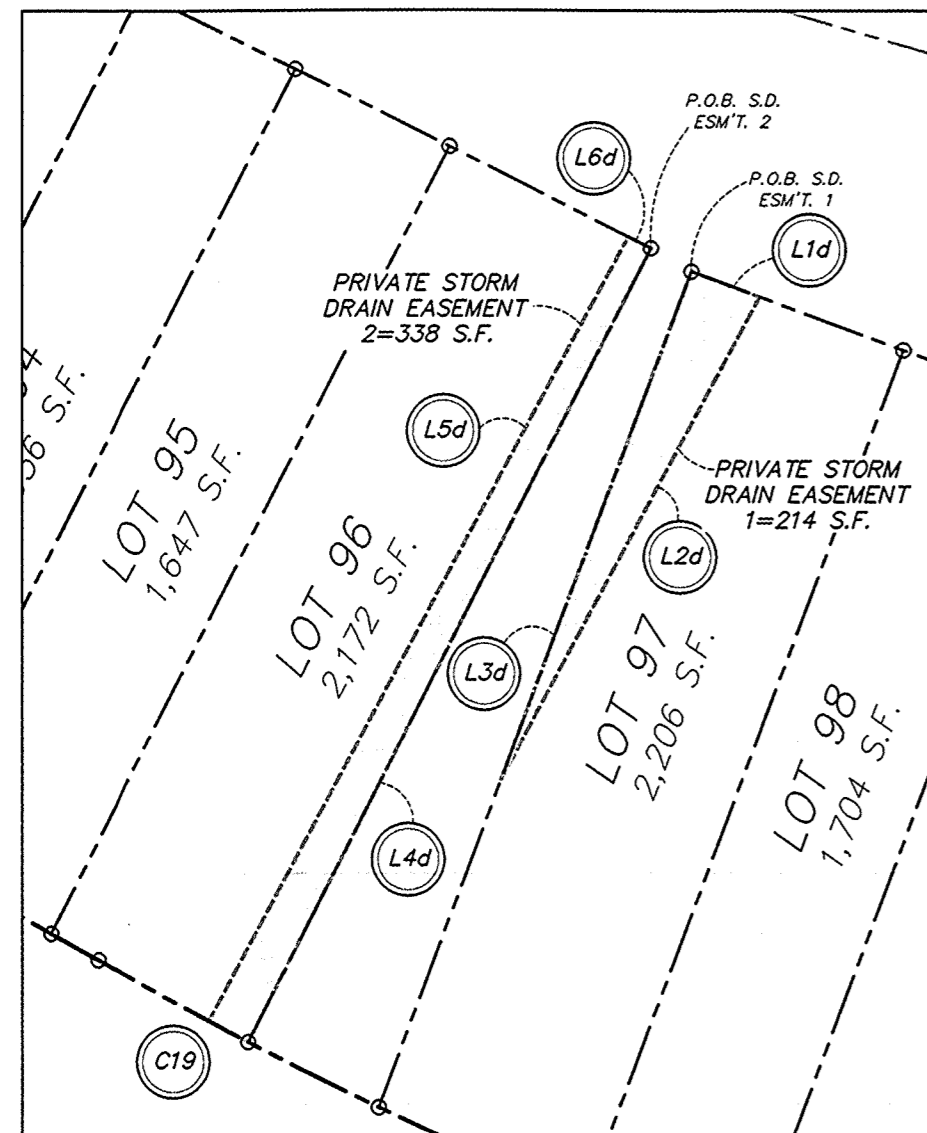 P.O.B. S.D.
ESM'T. 2
L6d
P.O.B. S.D.
ESM'T. 1
L1d
PRIVATE STORM
DRAIN EASEMENT
2=338 S.F.
L5d
PRIVATE STORM
DRAIN EASEMENT
1=214 S.F.
L2d
LOT 95
1,647 S.F.
LOT 96
2,172 S.F.
L3d
LOT 97
2,206 S.F.
LOT 98
1,704 S.F.
L4d
C19